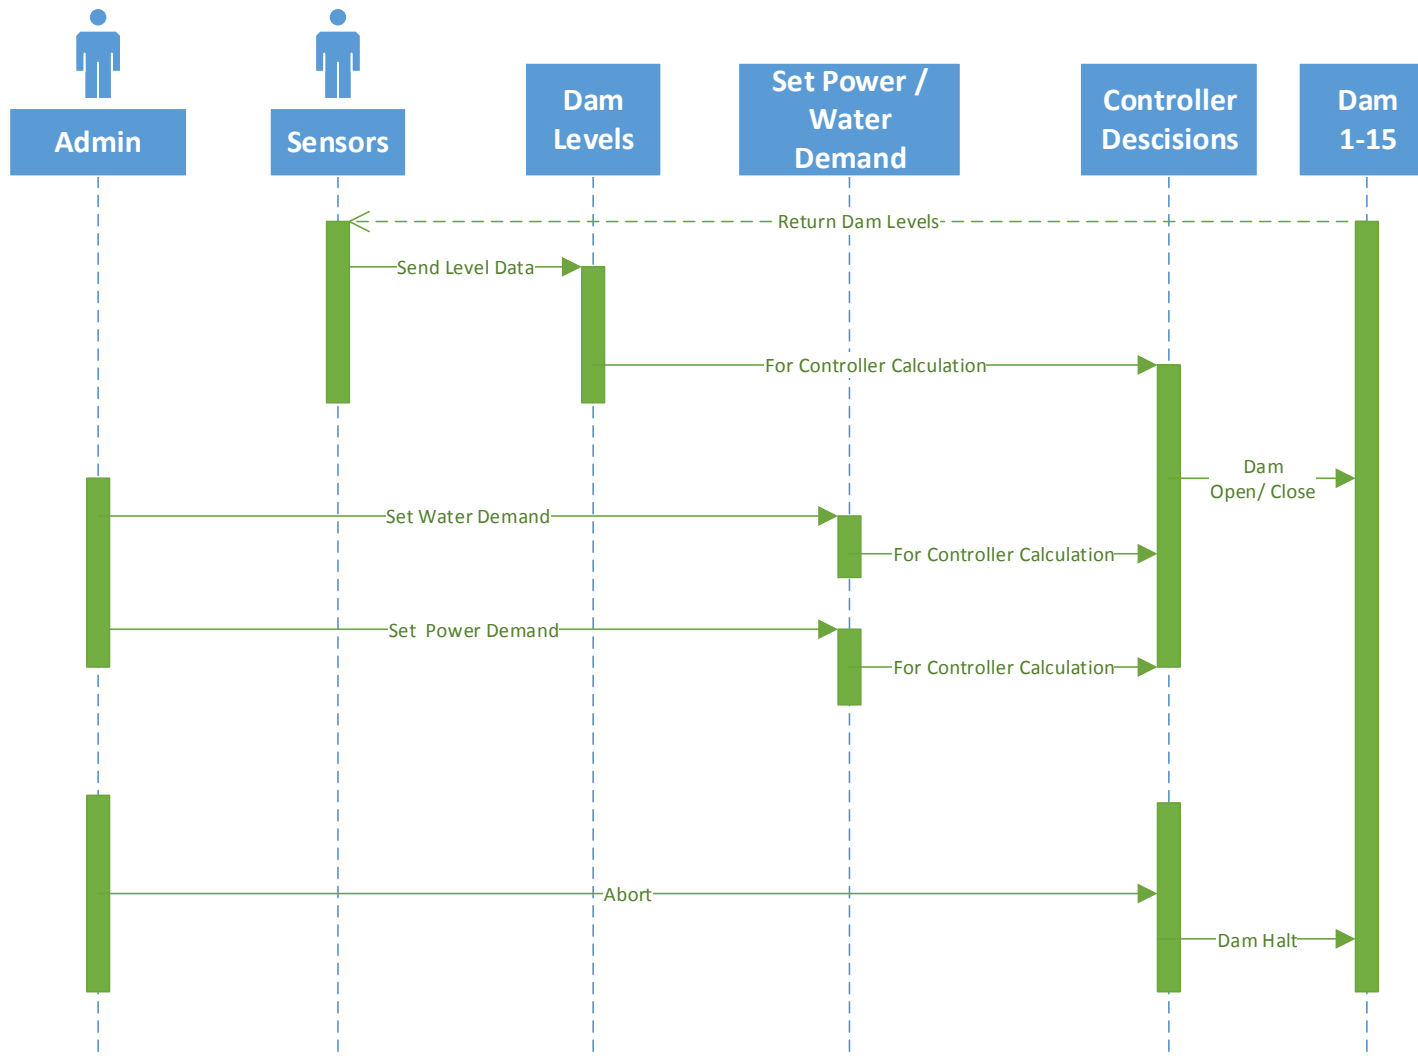 Admin
Sensors
Dam
Levels
Set Power /
Water
Demand
Controller
Descisions
Dam
1-15
Return Dam Levels
Send Level Data
For Controller Calculation
Dam
Open/ Close
Set Water Demand
For Controller Calculation
Set  Power Demand
For Controller Calculation
Abort
Dam Halt